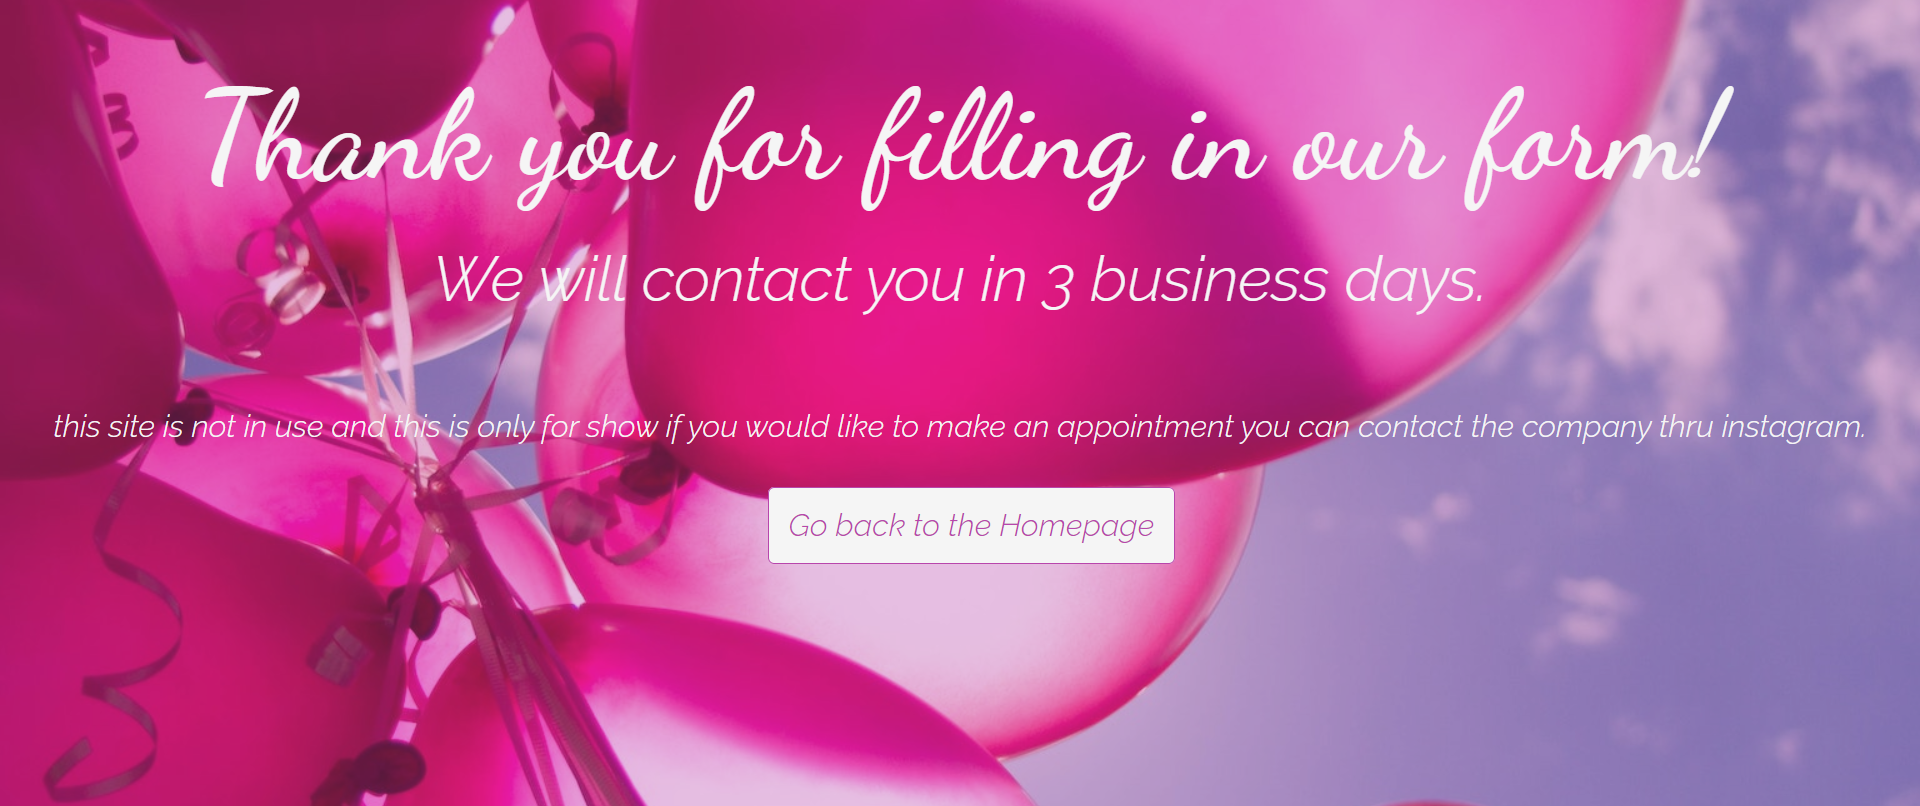 Thank you for filling in our form!
We will contact you in 3 business days.
this site is not in use and this is only for show if you would like to make an appointment you can contact the company thru instagram.
Go back to the Homepage